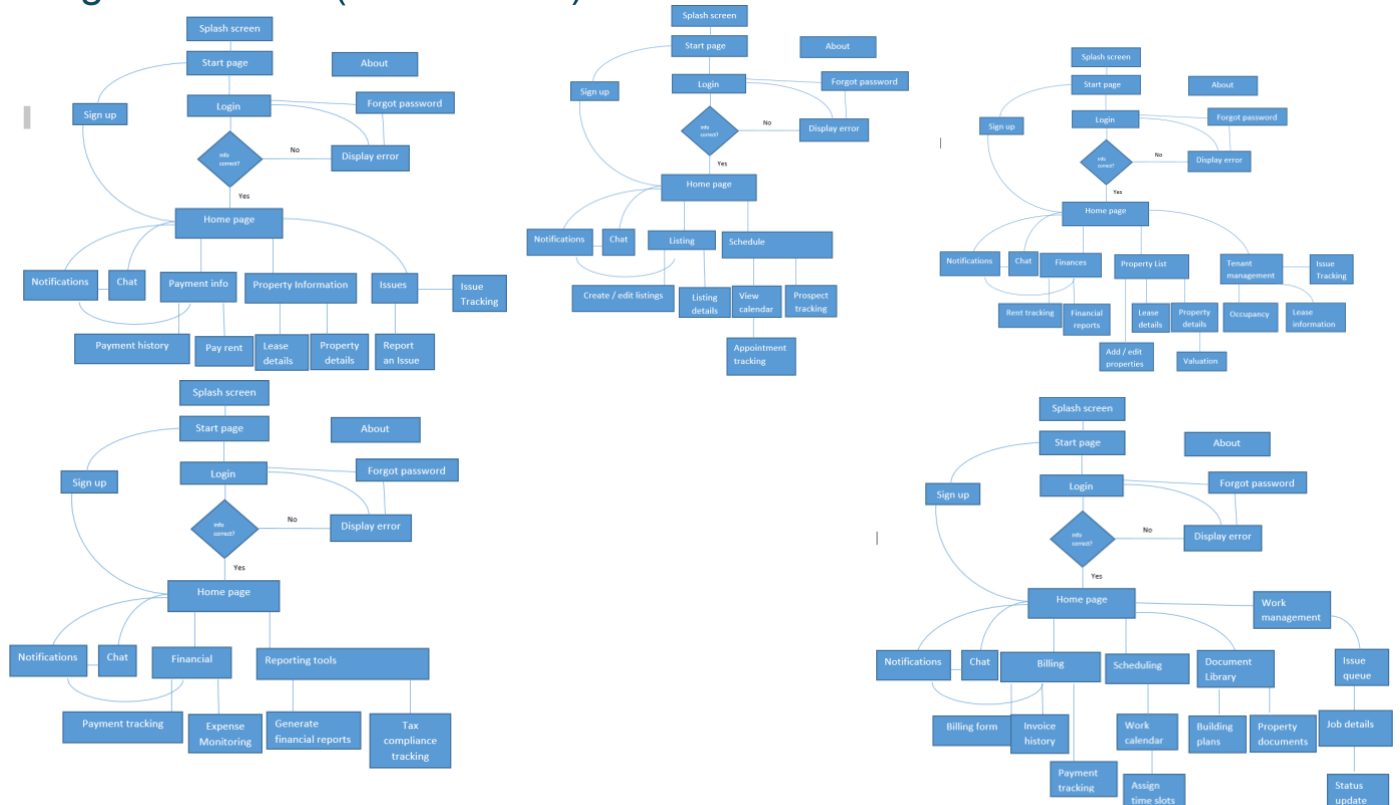 Splash screen
Start page
About
Login
Forgot password
Sign up
Info
correct?
No
Display error
Yes
Home page
Notifications
Chat
Payment info
Property Information
Issues
Issue
Tracking
Payment history
Pay rent
Lease
details
Property
details
Report
an Issue
Splash screen
Start page
About
Login
Forgot password
Sign up
Info
correct?
No
Display error
Yes
Home page
Notifications
Chat
Listing
Schedule
Create / edit listings
Listing
details
View
calendar
Prospect
tracking
Appointment
tracking
Splash screen
Start page
About
Login
Forgot password
Sign up
Info
correct?
No
Display error
Yes
Home page
Notifications
Chat
Finances
Property List
Tenant
management
Issue
Tracking
Rent tracking
Financial
reports
Lease
details
Property
details
Occupancy
Lease
information
Add / edit
properties
Valuation
Splash screen
Start page
About
Login
Forgot password
Sign up
Info
correct?
No
Display error
Yes
Home page
Notifications
Chat
Financial
Reporting tools
Payment tracking
Expense
Monitoring
Generate
financial reports
Tax
compliance
tracking
Splash screen
Start page
About
Login
Forgot password
Sign up
Info
correct?
No
Display error
Yes
Home page
Work
management
Notifications
Chat
Billing
Scheduling
Document
Library
Issue
queue
Billing form
Invoice
history
Work
calendar
Building
plans
Property
documents
Job details
Payment
tracking
Assign
time slots
Status
update